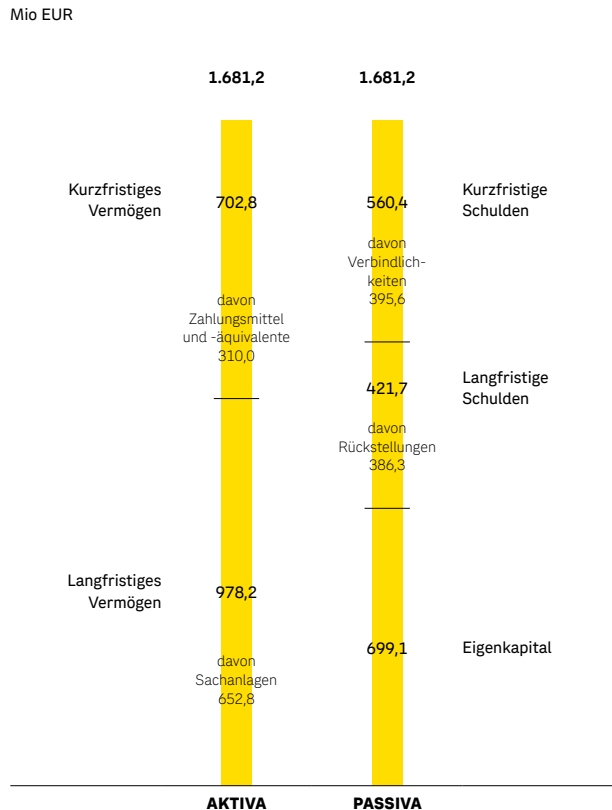 Mio EUR
1.681,2
1.681,2
Kurzfristiges
Vermögen
702,8
560,4
Kurzfristige
Schulden
davon
Verbindlich-
keiten
395,6
davon
Zahlungsmittel
und -äquivalente
310,0
421,7
Langfristige
Schulden
davon
Rückstellungen
386,3
Langfristiges
Vermögen
978,2
699,1
Eigenkapital
davon
Sachanlagen
652,8
AKTIVA
PASSIVA